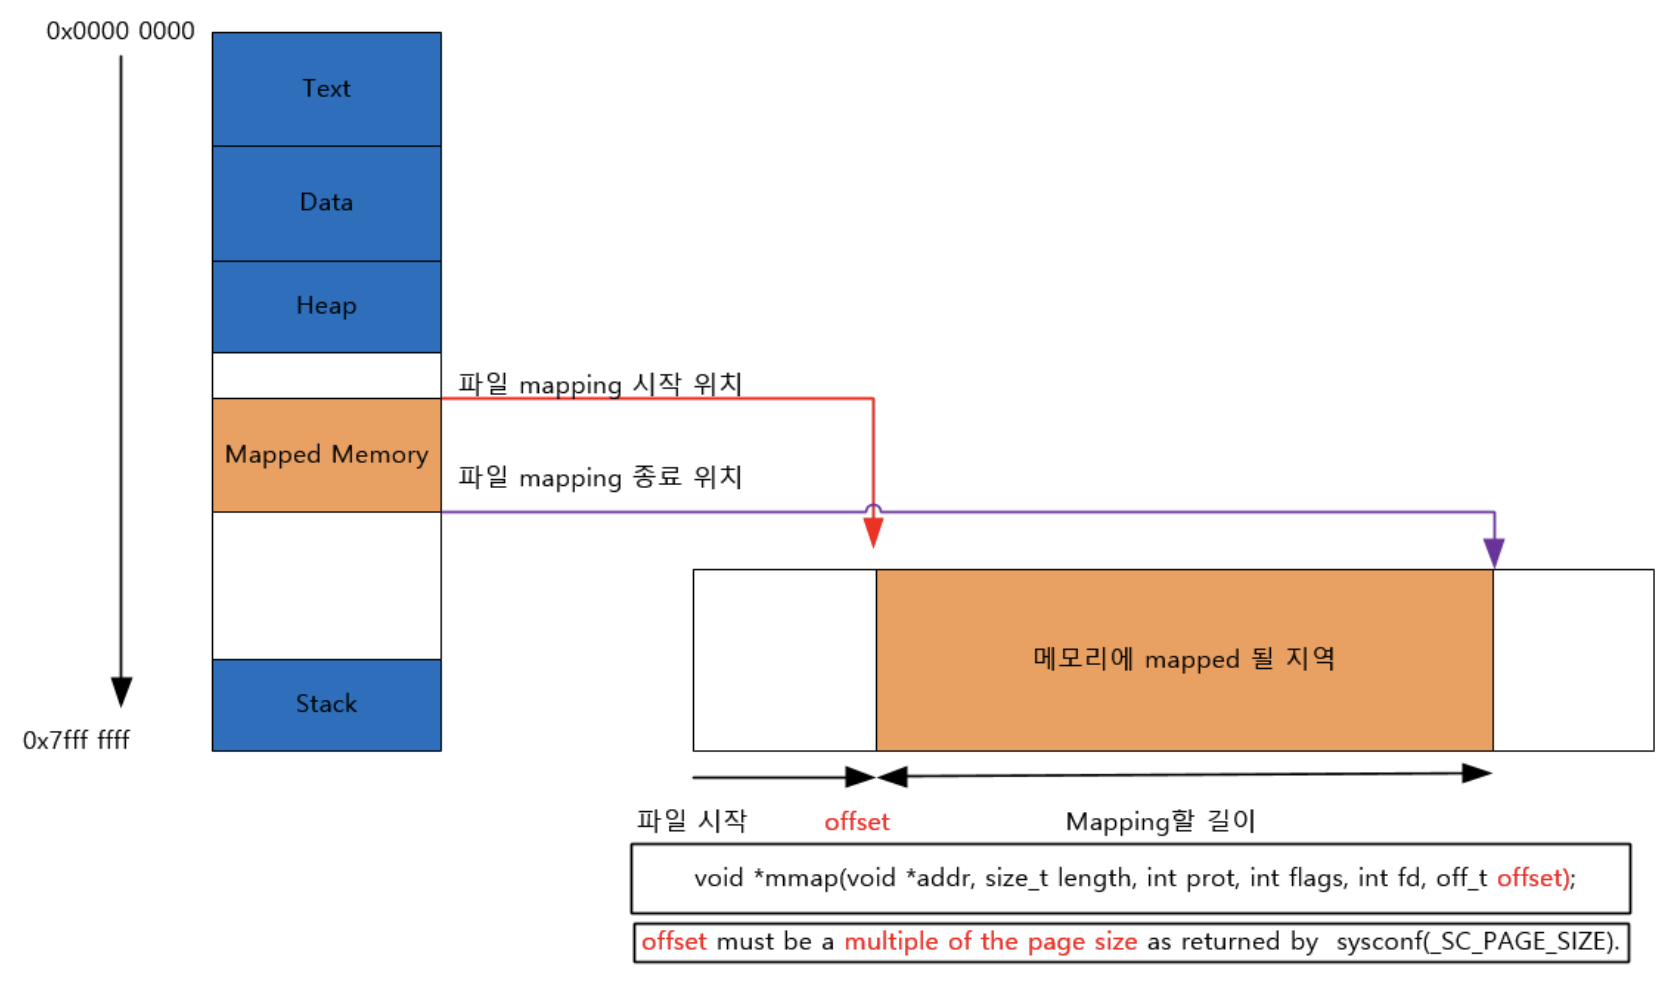 0x0000 0000
Text
Data
Heap
파일 mapping 시작 위치
Mapped Memory
파일 mapping 종료 위치
메모리에 mapped 될 지역
Stack
0x7fff ffff
파일 시작 offset Mapping할 길이
void *mmap(void *addr, size_t length, int prot, int flags, int fd, off_t offset);
offset must be a multiple of the page size as returned by sysconf(_SC_PAGE_SIZE).